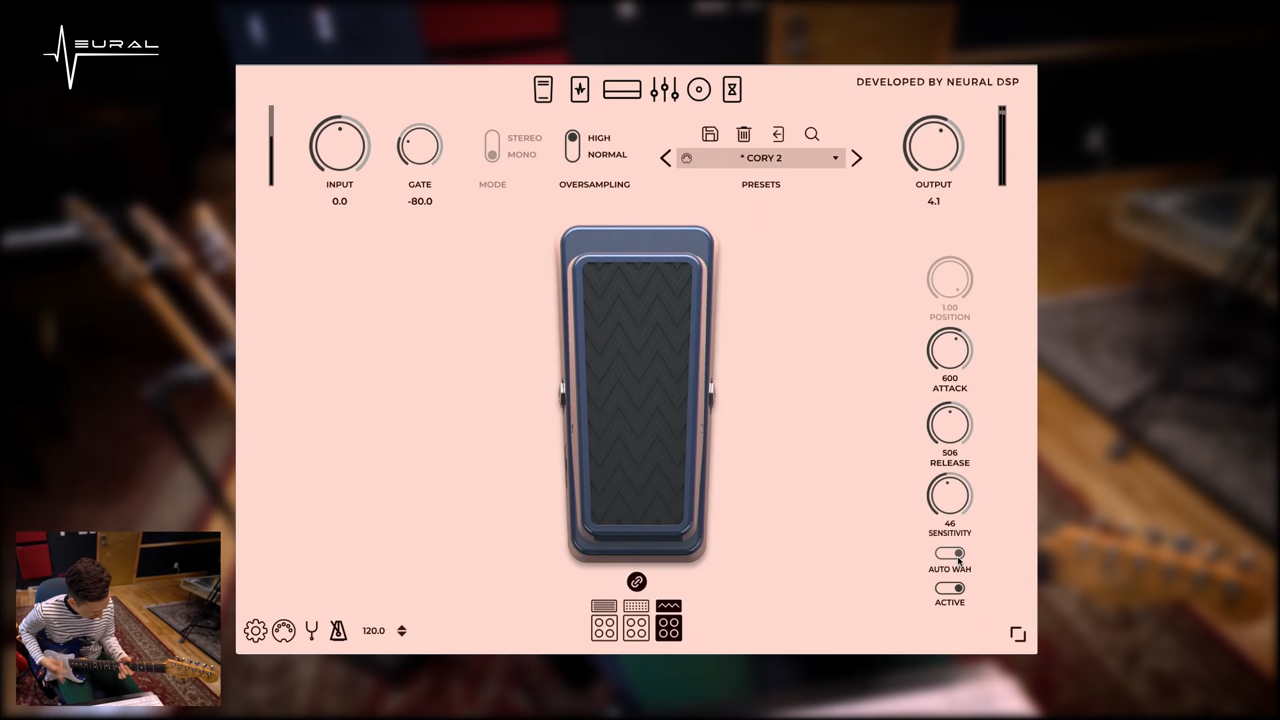 EURAL
DEVELOPED BY NEURAL DSP
STEREO
MONO
MODE
HIGH
NORMAL
OVERSAMPLING
* CORY 2
PRESETS
INPUT
0.0
GATE
-80.0
OUTPUT
4.1
1.00
POSITION
600
ATTACK
506
RELEASE
46
SENSITIVITY
AUTO WAH
ACTIVE
120.0